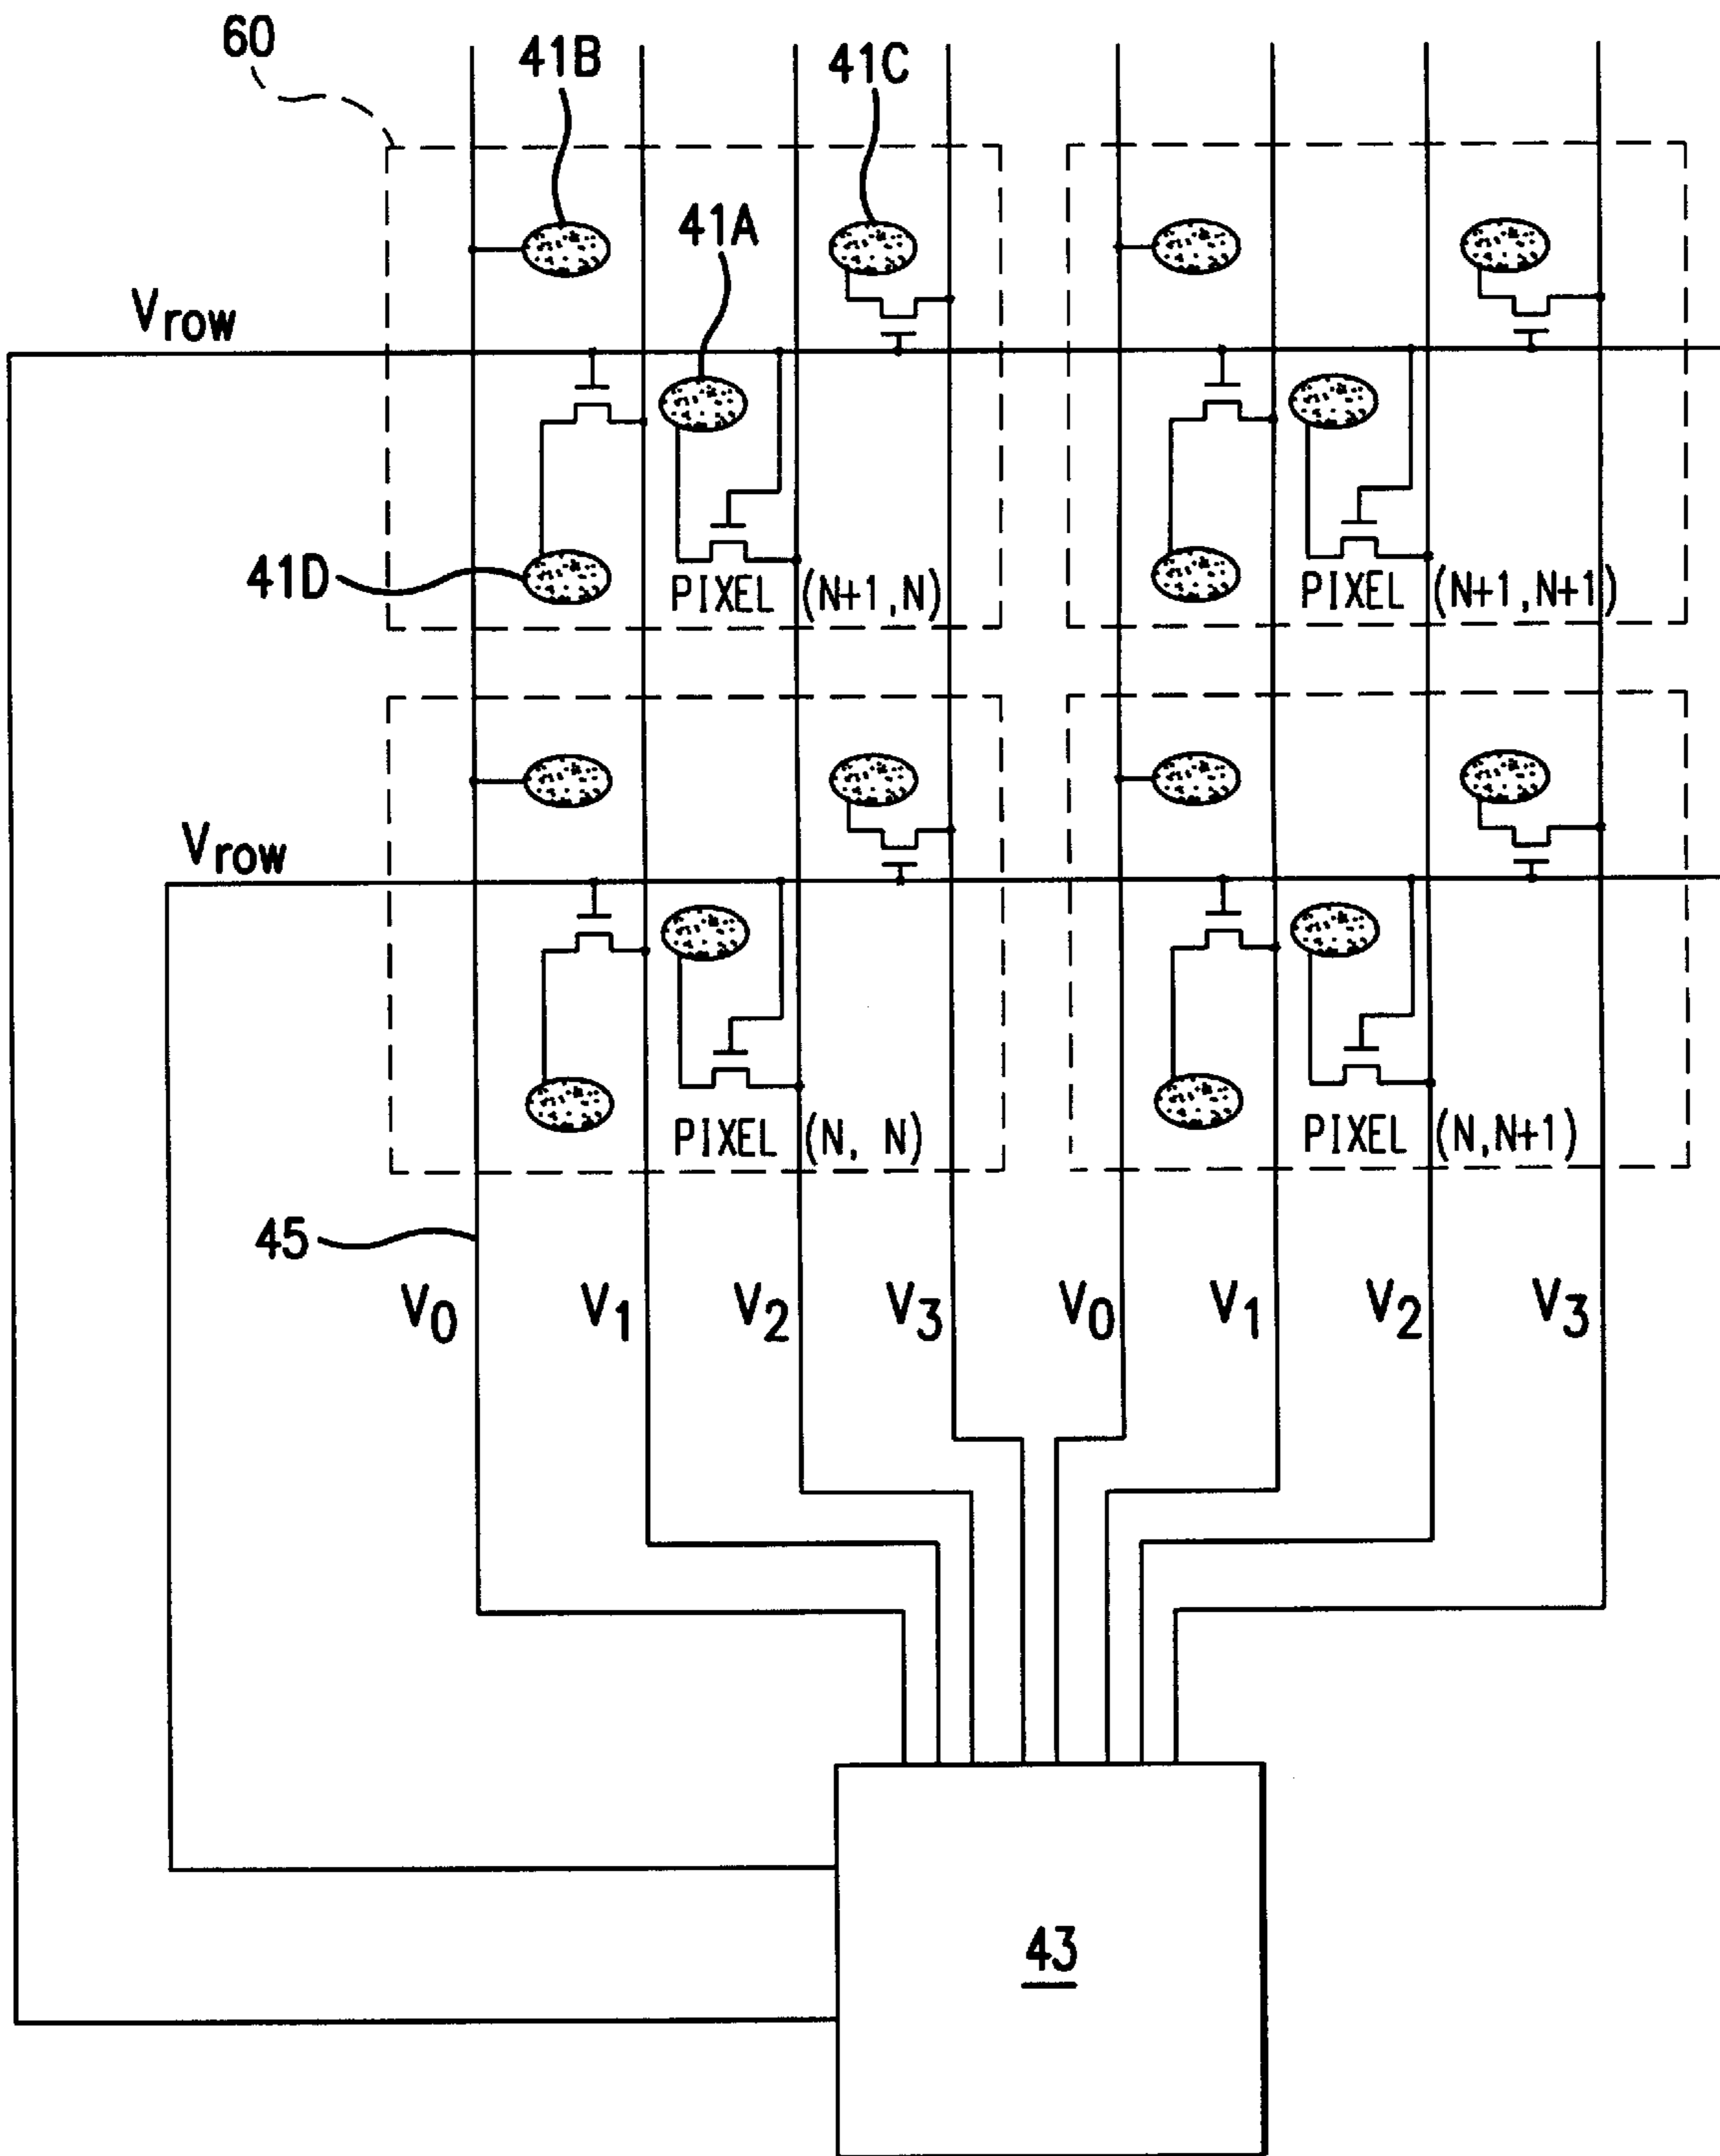 60
41B
41C
41A
Vrow
41D
PIXEL (N+1,N)
PIXEL (N+1,N+1)
Vrow
PIXEL (N, N)
PIXEL (N,N+1)
45
V0 V1 V2 V3 V0 V1 V2 V3
43